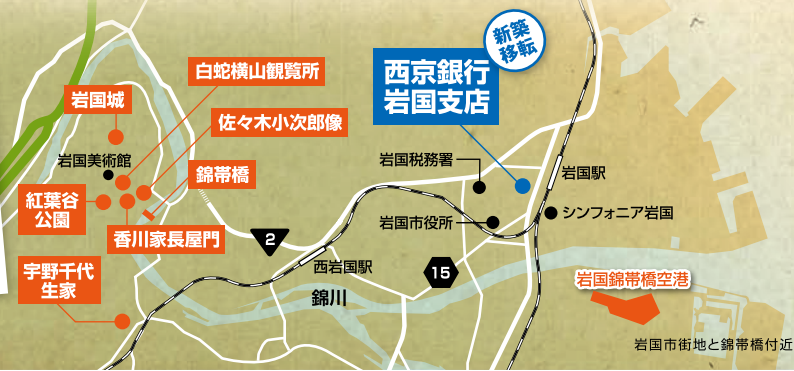 新築
移転
西京銀行
岩国支店
白蛇横山観覧所
岩国城
佐々木小次郎像
岩国美術館
錦帯橋
紅葉谷
公園
香川家長屋門
宇野千代
生家
2
西岩国駅
錦川
15
岩国税務署
岩国市役所
岩国駅
シンフォニア岩国
岩国錦帯橋空港
岩国市街地と錦帯橋付近